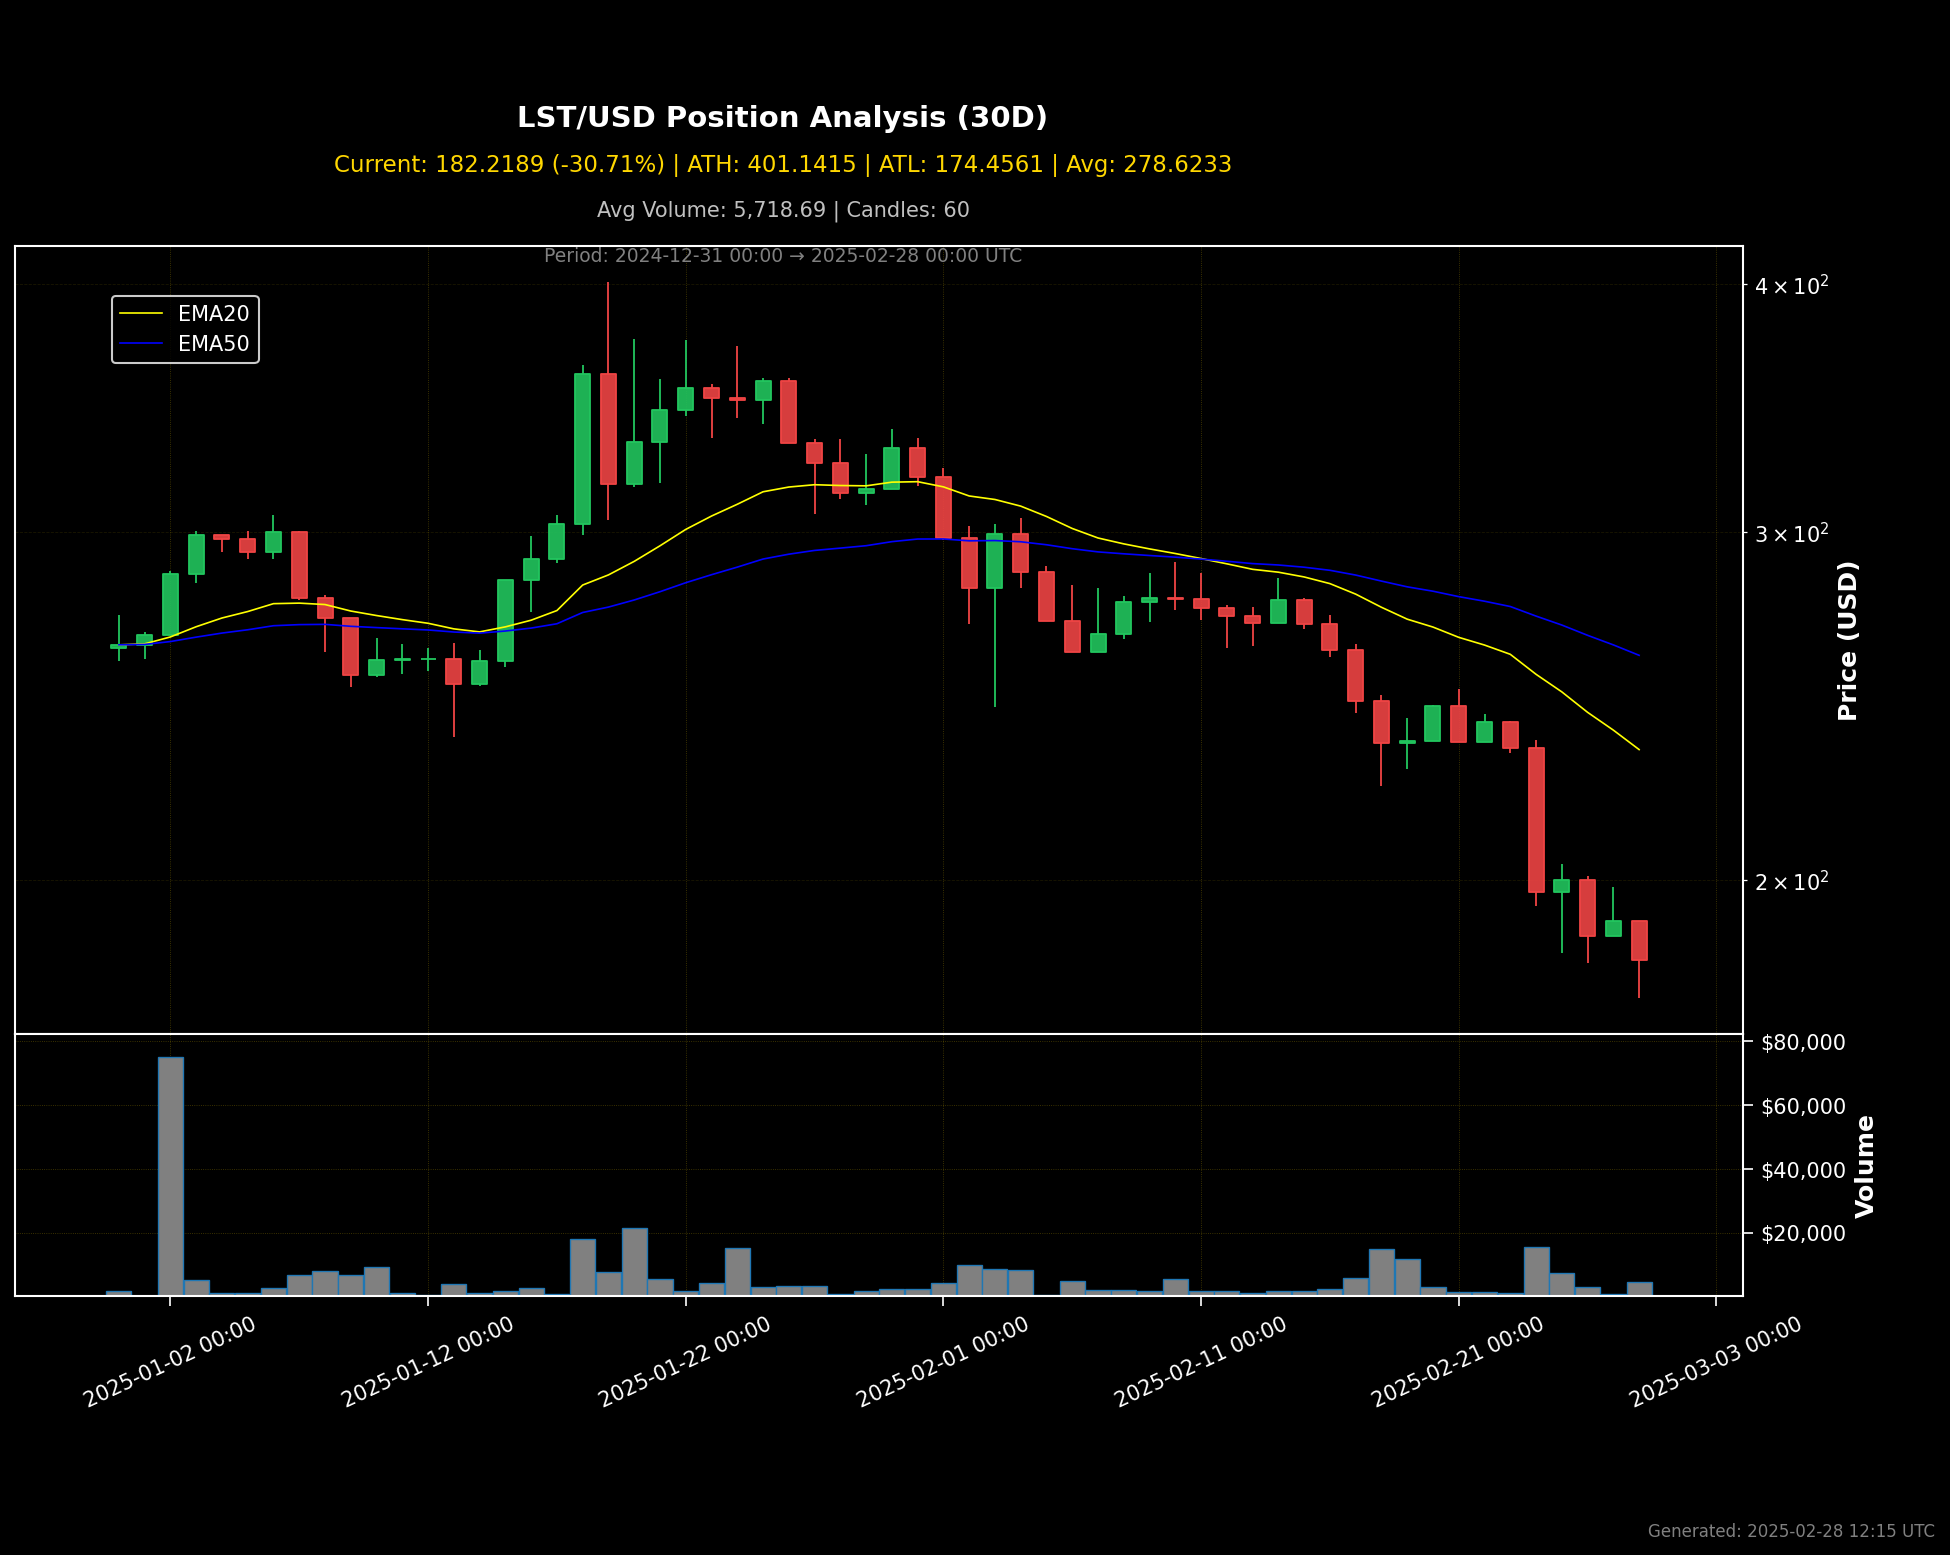 LST/USD Position Analysis (30D)
Current: 182.2189 (-30.71%) | ATH: 401.1415 | ATL: 174.4561 | Avg: 278.6233
Avg Volume: 5,718.69 | Candles: 60
Period: 2024-12-31 00:00 → 2025-02-28 00:00 UTC
EMA20
EMA50
4 × 10²
3 × 10²
2 × 10²
Price (USD)
$80,000
$60,000
$40,000
$20,000
Volume
2025-01-02 00:00
2025-01-12 00:00
2025-01-22 00:00
2025-02-01 00:00
2025-02-11 00:00
2025-02-21 00:00
2025-03-03 00:00
Generated: 2025-02-28 12:15 UTC